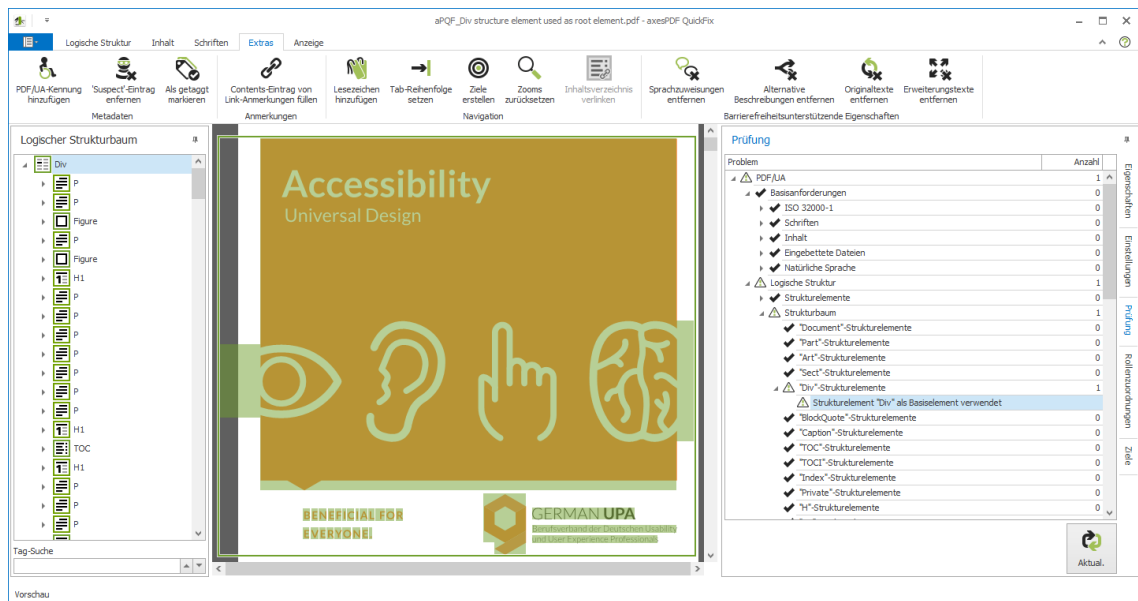 aPQF_Div structure element used as root element.pdf - axesPDF QuickFix
Logische Struktur Inhalt Schriften Extras Anzeige
PDF/UA-Kennung hinzufügen
'Suspect'-Eintrag entfernen
Als getaggt markieren
Metadaten
Contents-Eintrag von Link-Anmerkungen füllen
Anmerkungen
Lesezeichen hinzufügen
Tab-Reihenfolge setzen
Ziele erstellen
Zooms zurücksetzen
Inhaltsverzeichnis verlinken
Navigation
Sprachzuweisungen entfernen
Alternative Beschreibungen entfernen
Originaltexte entfernen
Erweiterungstexte entfernen
Barrierefreiheitsunterstützende Eigenschaften
Logischer Strukturbaum
Div
P
P
Figure
P
Figure
H1
P
P
P
P
P
P
P
H1
TOC
H1
P
P
P
Tag-Suche
Vorschau
Accessibility
Universal Design
BENEFICIAL FOR
EVERYONE.
GERMAN UPA
Berufsverband der Deutschen Usability
und User Experience Professionals
Prüfung
Problem Anzahl
PDF/UA 1
Basisanforderungen 0
ISO 32000-1 0
Schriften 0
Inhalt 0
Eingebettete Dateien 0
Natürliche Sprache 0
Logische Struktur 1
Strukturelemente 0
Strukturbaum 1
"Document"-Strukturelemente 0
"Part"-Strukturelemente 0
"Art"-Strukturelemente 0
"Sect"-Strukturelemente 0
"Div"-Strukturelemente 1
Strukturelement "Div" als Basiselement verwendet
"BlockQuote"-Strukturelemente 0
"Caption"-Strukturelemente 0
"TOC"-Strukturelemente 0
"TOCI"-Strukturelemente 0
"Index"-Strukturelemente 0
"Private"-Strukturelemente 0
"H"-Strukturelemente 0
Aktual.
Eigenschaften
Einstellungen
Prüfung
Rollenzuordnungen
Ziele